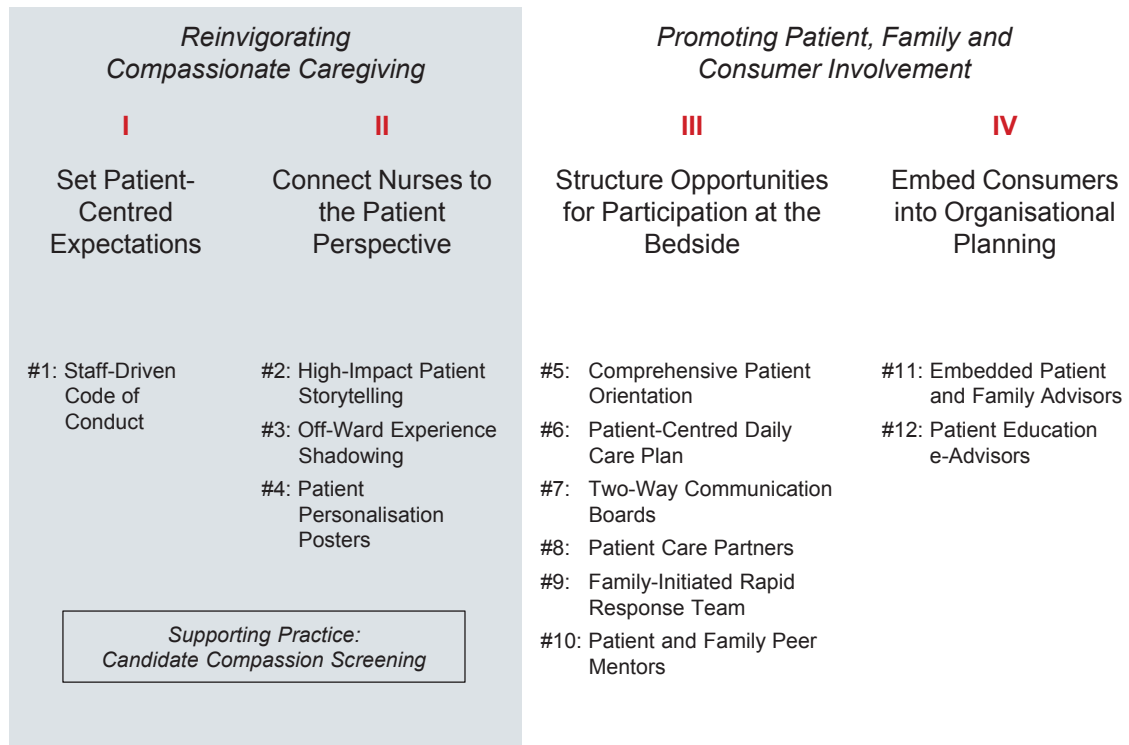 Reinvigorating
Compassionate Caregiving
Promoting Patient, Family and
Consumer Involvement
I
Set Patient-
Centred
Expectations
II
Connect Nurses to
the Patient
Perspective
III
Structure Opportunities
for Participation at the
Bedside
IV
Embed Consumers
into Organisational
Planning
#1: Staff-Driven
Code of
Conduct
#2: High-Impact Patient
Storytelling
#3: Off-Ward Experience
Shadowing
#4: Patient
Personalisation
Posters
Supporting Practice:
Candidate Compassion Screening
#5: Comprehensive Patient
Orientation
#6: Patient-Centred Daily
Care Plan
#7: Two-Way Communication
Boards
#8: Patient Care Partners
#9: Family-Initiated Rapid
Response Team
#10: Patient and Family Peer
Mentors
#11: Embedded Patient
and Family Advisors
#12: Patient Education
e-Advisors